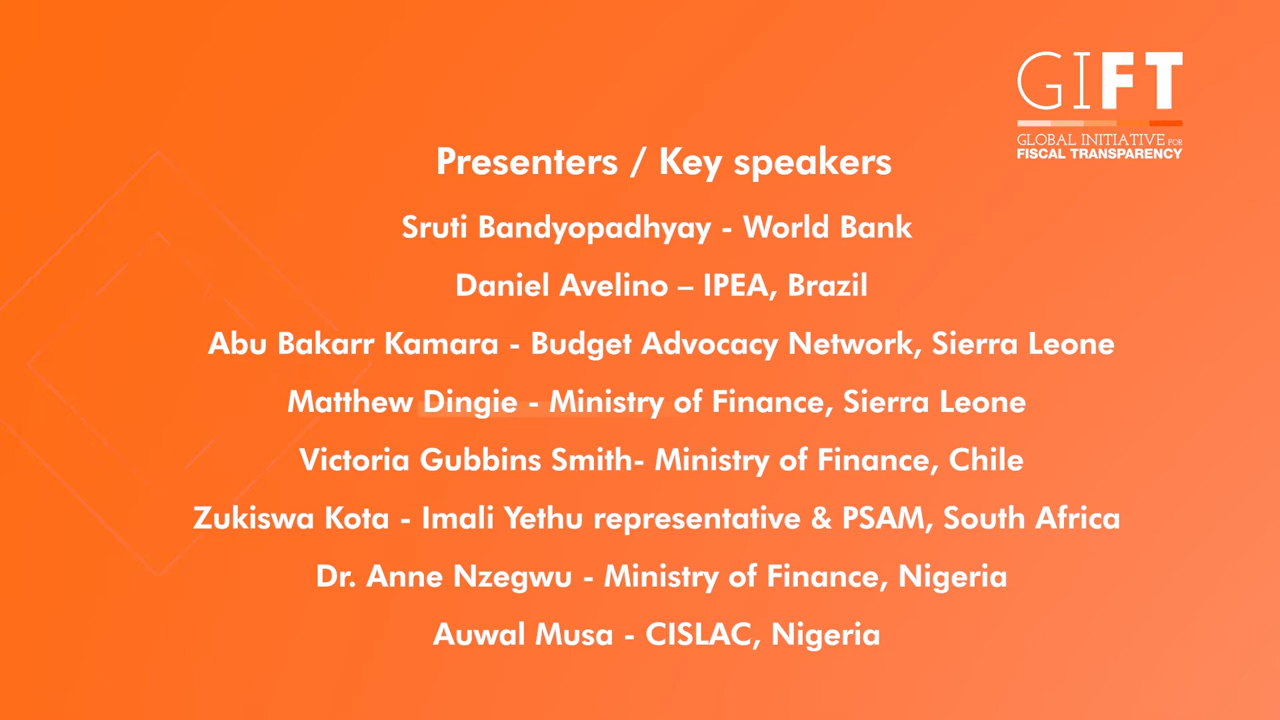 GIFT
GLOBAL INITIATIVE FOR
FISCAL TRANSPARENCY
Presenters / Key speakers
Sruti Bandyopadhyay - World Bank
Daniel Avelino – IPEA, Brazil
Abu Bakarr Kamara - Budget Advocacy Network, Sierra Leone
Matthew Dingie - Ministry of Finance, Sierra Leone
Victoria Gubbins Smith- Ministry of Finance, Chile
Zukiswa Kota - Imali Yethu representative & PSAM, South Africa
Dr. Anne Nzegwu - Ministry of Finance, Nigeria
Auwal Musa - CISLAC, Nigeria